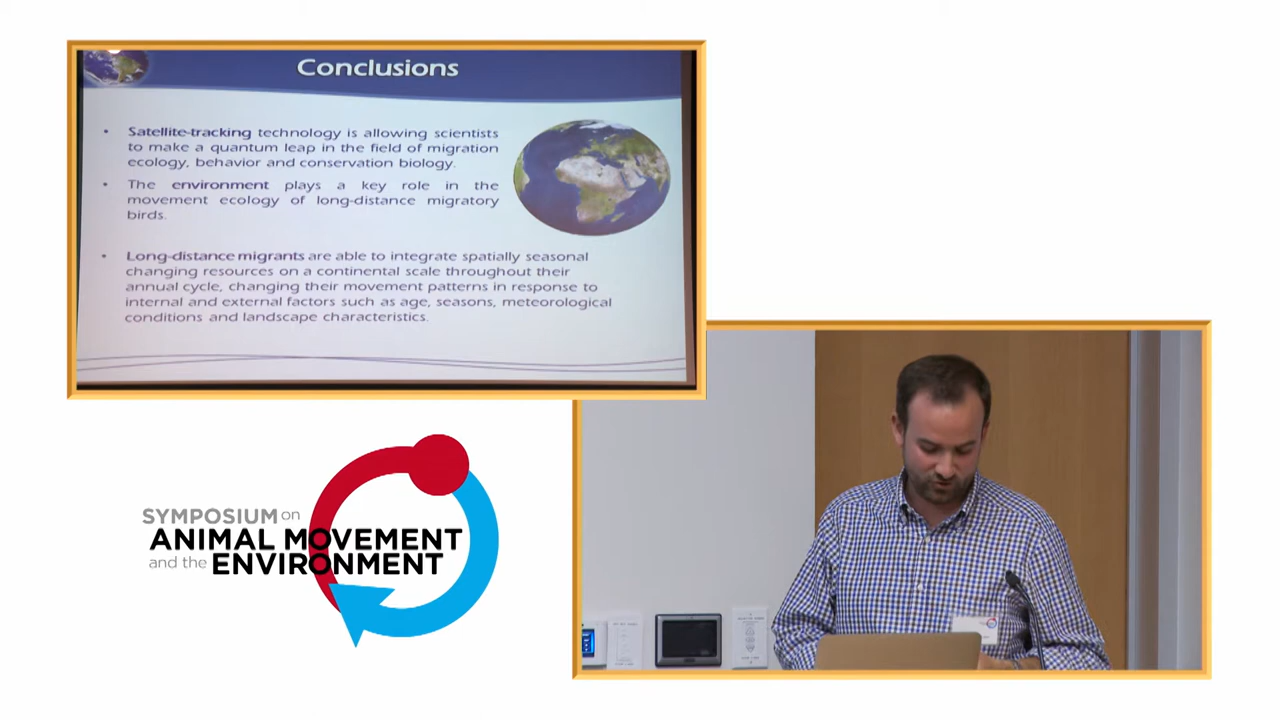 Conclusions
• Satellite-tracking technology is allowing scientists
to make a quantum leap in the field of migration
ecology, behavior and conservation biology.
• The environment plays a key role in the
movement ecology of long-distance migratory
birds.
• Long-distance migrants are able to integrate spatially seasonal
changing resources on a continental scale throughout their
annual cycle, changing their movement patterns in response to
internal and external factors such as age, seasons, meteorological
conditions and landscape characteristics.
SYMPOSIUM on
ANIMAL MOVEMENT
and the ENVIRONMENT